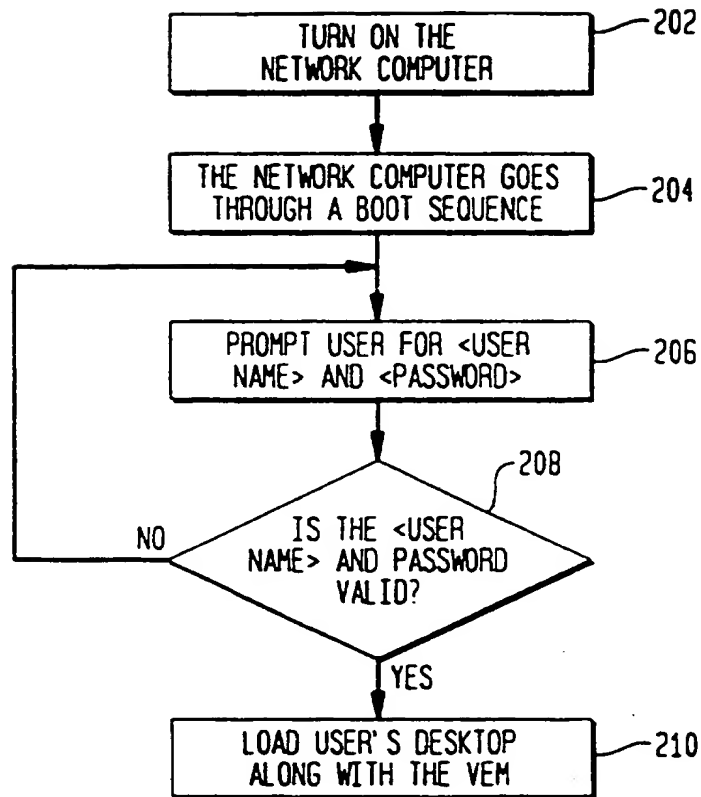 TURN ON THE
NETWORK COMPUTER
202
THE NETWORK COMPUTER GOES
THROUGH A BOOT SEQUENCE
204
PROMPT USER FOR <USER
NAME> AND <PASSWORD>
206
208
IS THE <USER
NAME> AND PASSWORD
VALID?
NO
YES
LOAD USER'S DESKTOP
ALONG WITH THE VEM
210